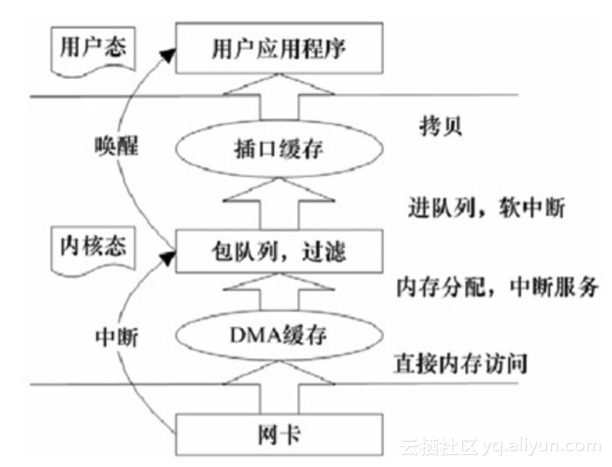 用户态
用户应用程序
拷贝
唤醒
插口缓存
进队列，软中断
内核态
包队列，过滤
内存分配，中断服务
中断
DMA缓存
直接内存访问
网卡
云栖社区 yq.aliyun.com